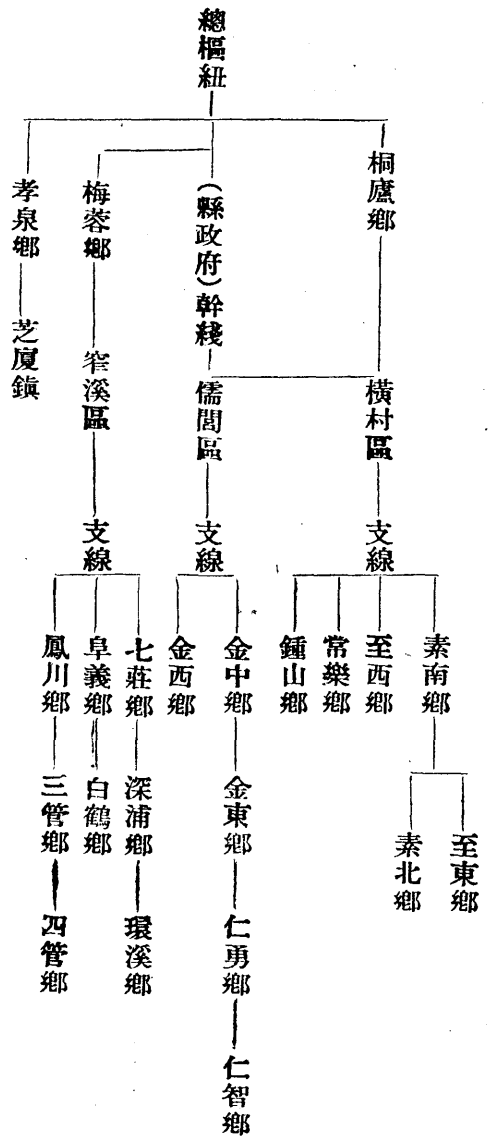 總樞紐
桐廬鄉
(縣政府)幹綫
梅蓉鄉
孝泉鄉
芝廈鎮
橫村區
儒閭區
窄溪區
支線
支線
支線
素南鄉
至西鄉
常樂鄉
鍾山鄉
金中鄉
金西鄉
七莊鄉
阜義鄉
鳳川鄉
至東鄉
素北鄉
金東鄉
深浦鄉
白鶴鄉
三管鄉
仁勇鄉
環溪鄉
四管鄉
仁智鄉